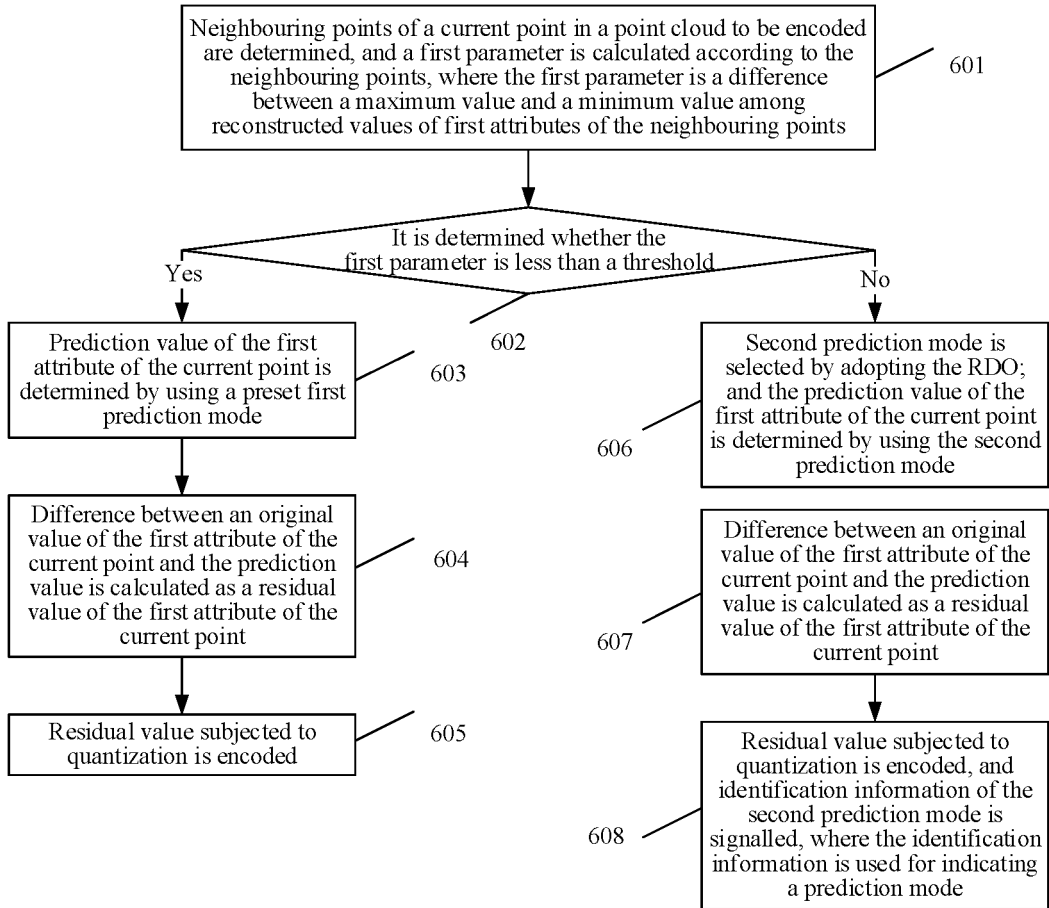 Neighbouring points of a current point in a point cloud to be encoded
are determined, and a first parameter is calculated according to the
neighbouring points, where the first parameter is a difference
between a maximum value and a minimum value among
reconstructed values of first attributes of the neighbouring points
601
It is determined whether the
first parameter is less than a threshold
Yes
No
602
Prediction value of the first
attribute of the current point is
determined by using a preset first
prediction mode
603
Second prediction mode is
selected by adopting the RDO;
and the prediction value of the
first attribute of the current point
is determined by using the second
prediction mode
606
Difference between an original
value of the first attribute of the
current point and the prediction
value is calculated as a residual
value of the first attribute of the
current point
604
Difference between an original
value of the first attribute of the
current point and the prediction
value is calculated as a residual
value of the first attribute of the
current point
607
Residual value subjected to
quantization is encoded
605
Residual value subjected to
quantization is encoded, and
identification information of the
second prediction mode is
signalled, where the identification
information is used for indicating
a prediction mode
608